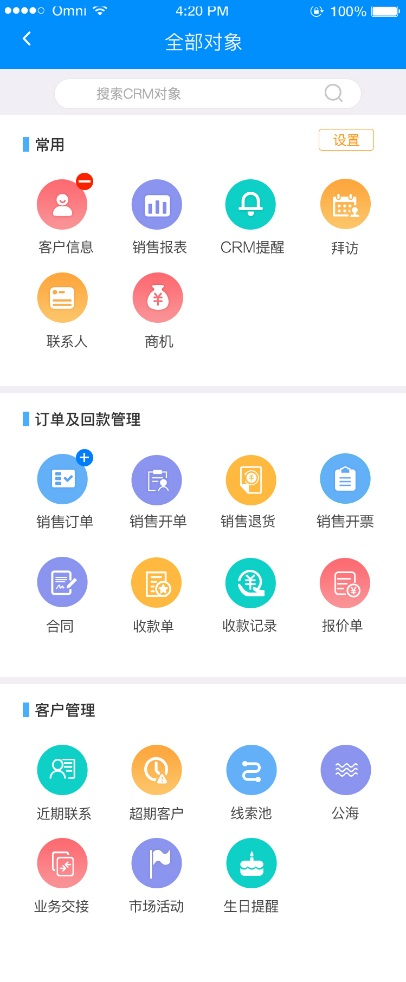 Omni 4:20 PM 100%
全部对象
搜索CRM对象
常用 设置
客户信息 销售报表 CRM提醒 拜访
联系人 商机
订单及回款管理
销售订单 销售开单 销售退货 销售开票
合同 收款单 收款记录 报价单
客户管理
近期联系 超期客户 线索池 公海
业务交接 市场活动 生日提醒